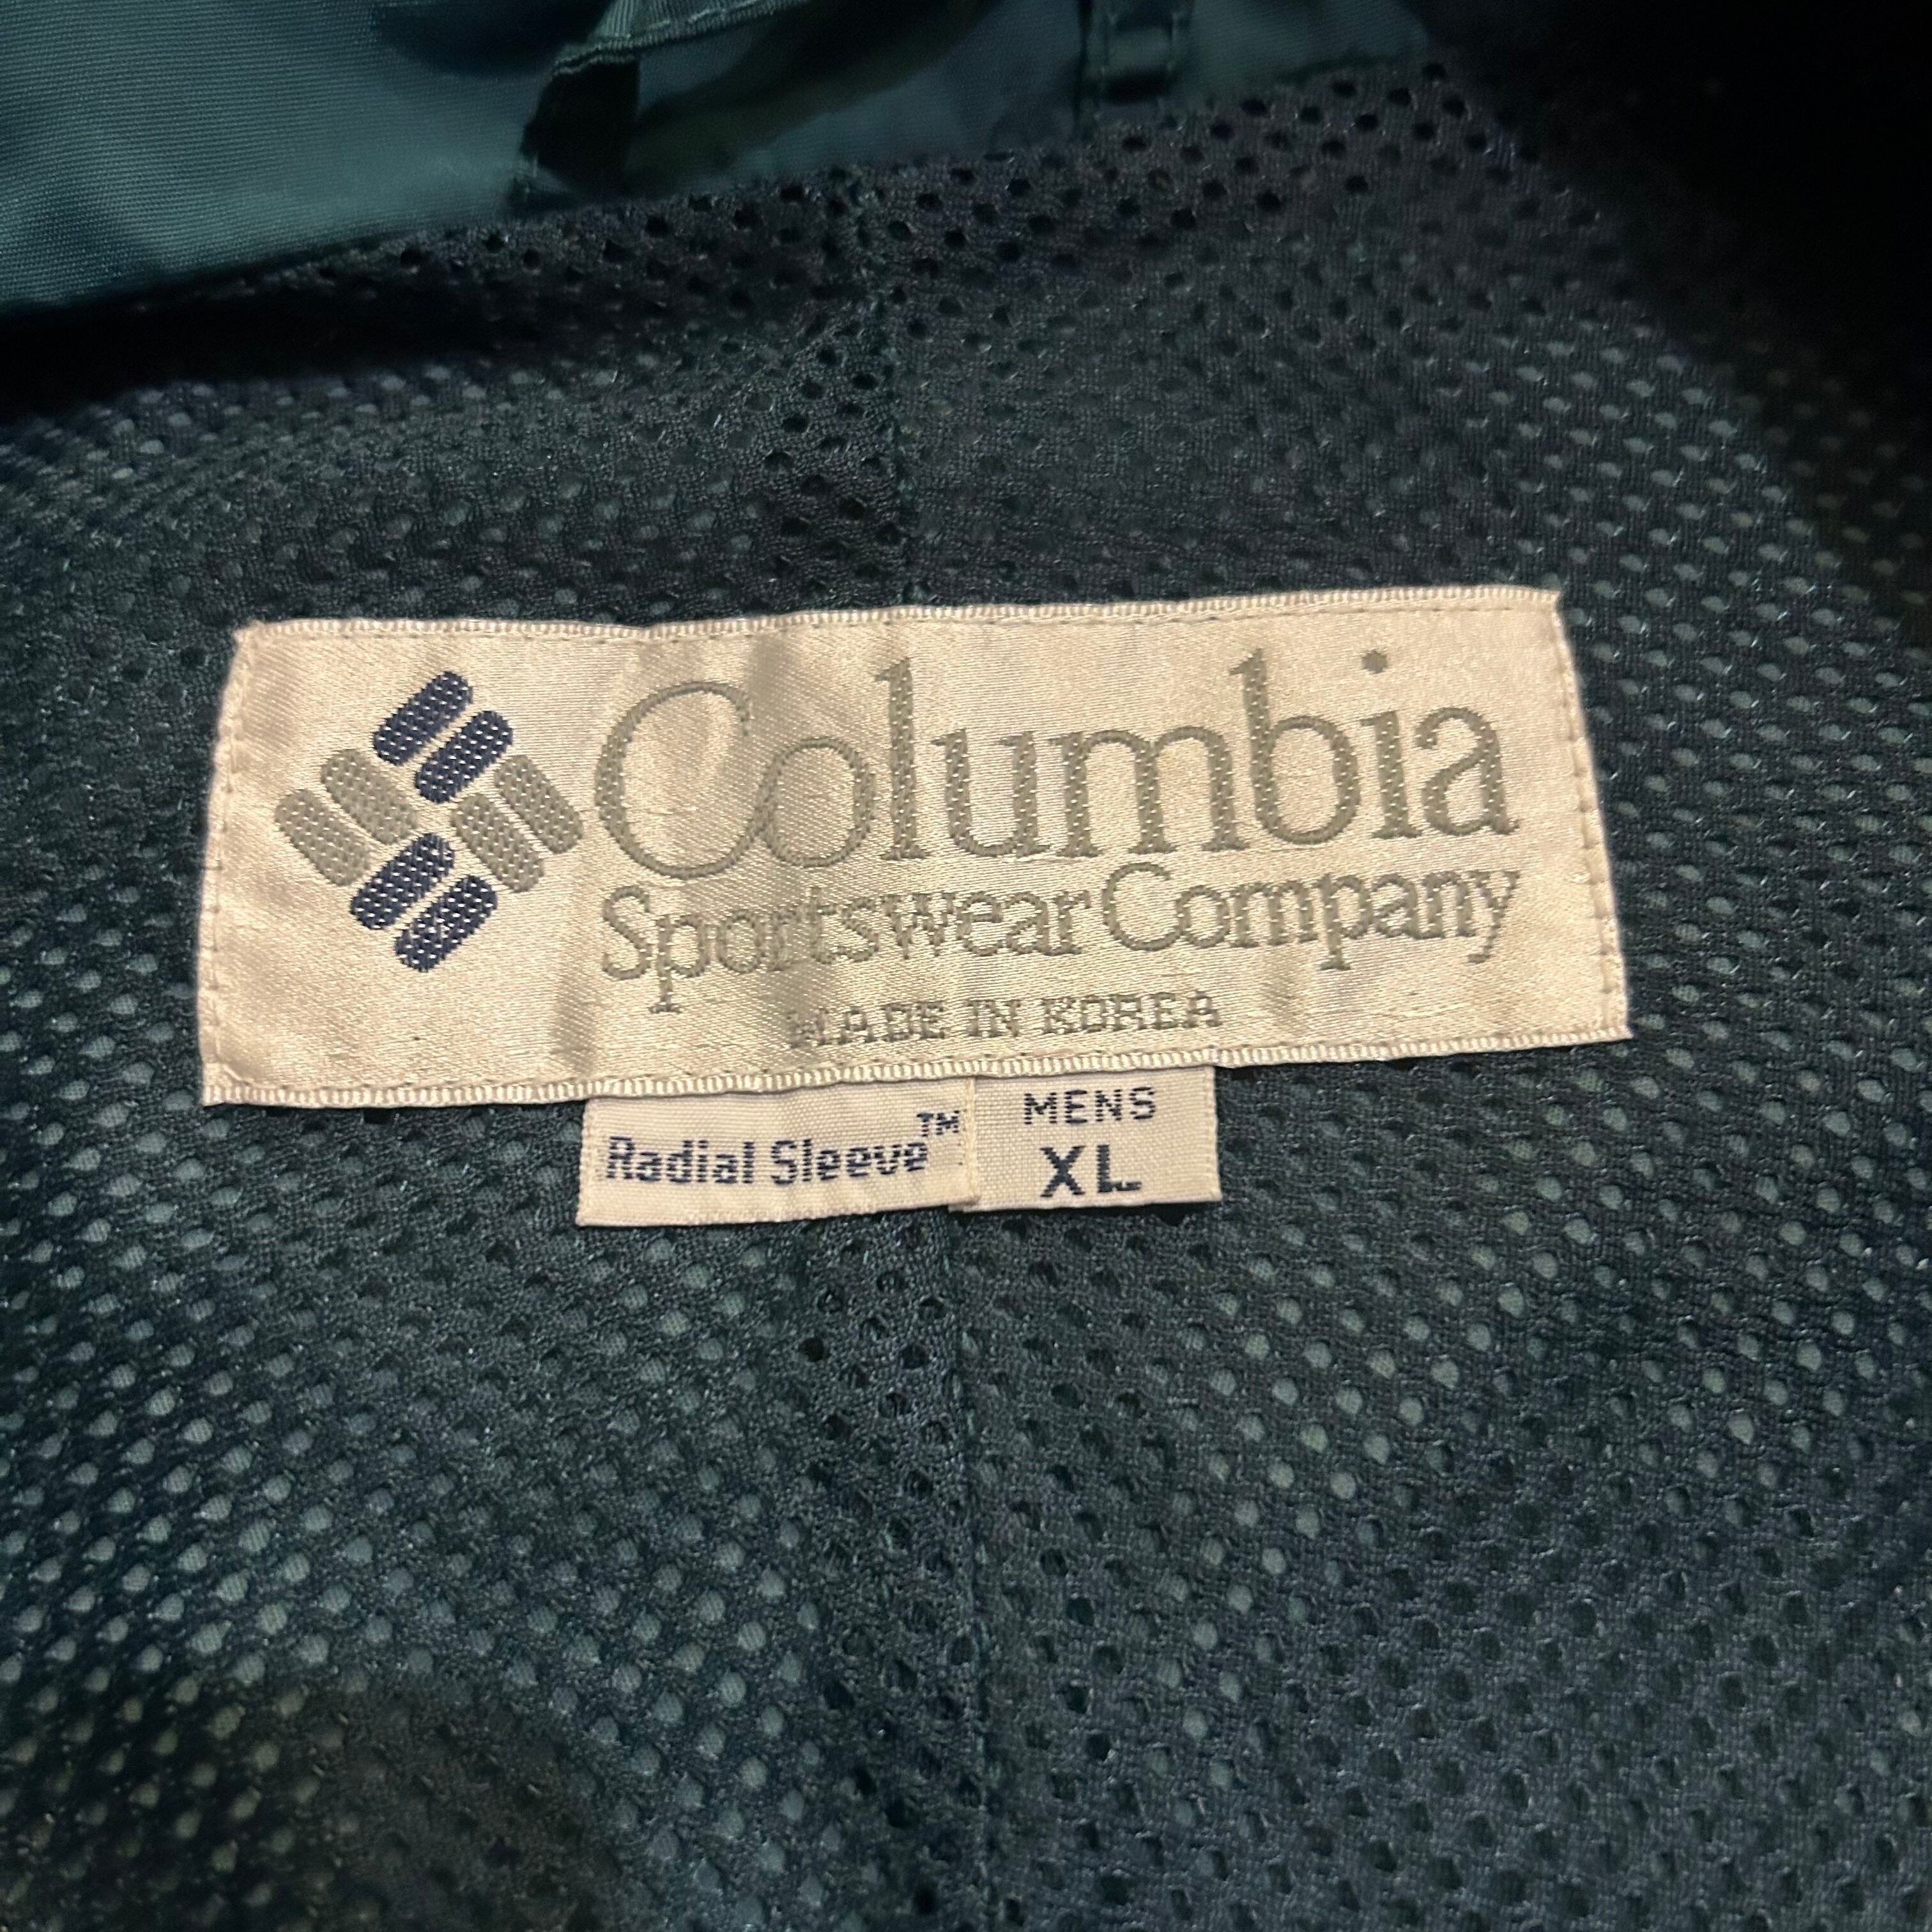 Columbia
Sportswear Company
MADE IN KOREA
Radial Sleeve™
MENS
XL